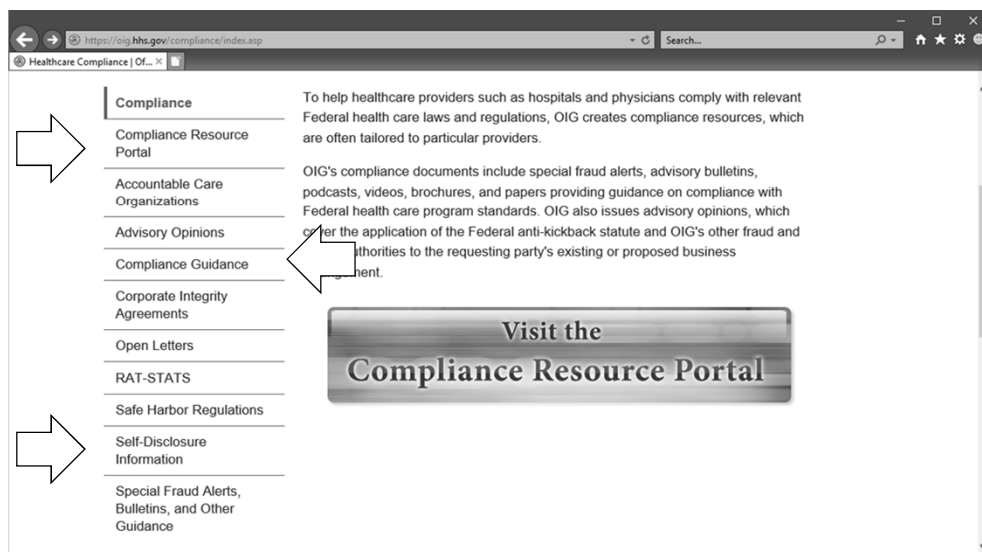 https://oig.hhs.gov/compliance/index.asp
Search...
Healthcare Compliance | Of...
Compliance
Compliance Resource
Portal
Accountable Care
Organizations
Advisory Opinions
Compliance Guidance
Corporate Integrity
Agreements
Open Letters
RAT-STATS
Safe Harbor Regulations
Self-Disclosure
Information
Special Fraud Alerts,
Bulletins, and Other
Guidance
To help healthcare providers such as hospitals and physicians comply with relevant
Federal health care laws and regulations, OIG creates compliance resources, which
are often tailored to particular providers.
OIG's compliance documents include special fraud alerts, advisory bulletins,
podcasts, videos, brochures, and papers providing guidance on compliance with
Federal health care program standards. OIG also issues advisory opinions, which
cover the application of the Federal anti-kickback statute and OIG's other fraud and
authorities to the requesting party's existing or proposed business
Visit the
Compliance Resource Portal